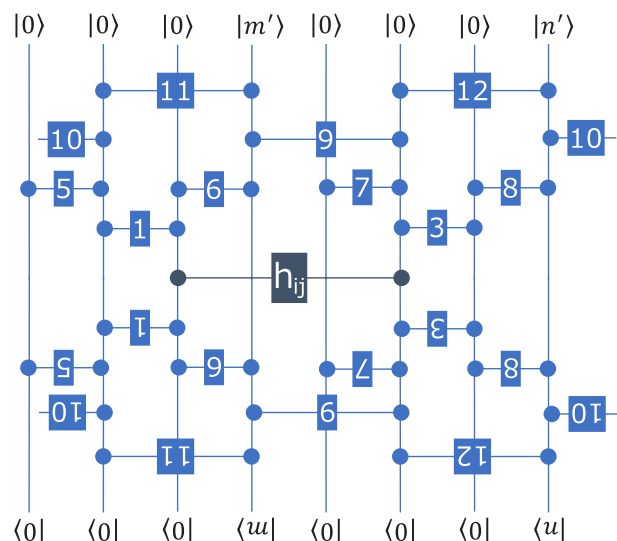 |0⟩ |0⟩ |0⟩ |m′⟩ |0⟩ |0⟩ |0⟩ |n′⟩
11 12
10 9 10
5 6 7 8
1 3
hij
1 3
5 6 7 8
10 9 10
11 12
⟨0| ⟨0| ⟨0| ⟨m| ⟨0| ⟨0| ⟨0| ⟨n|